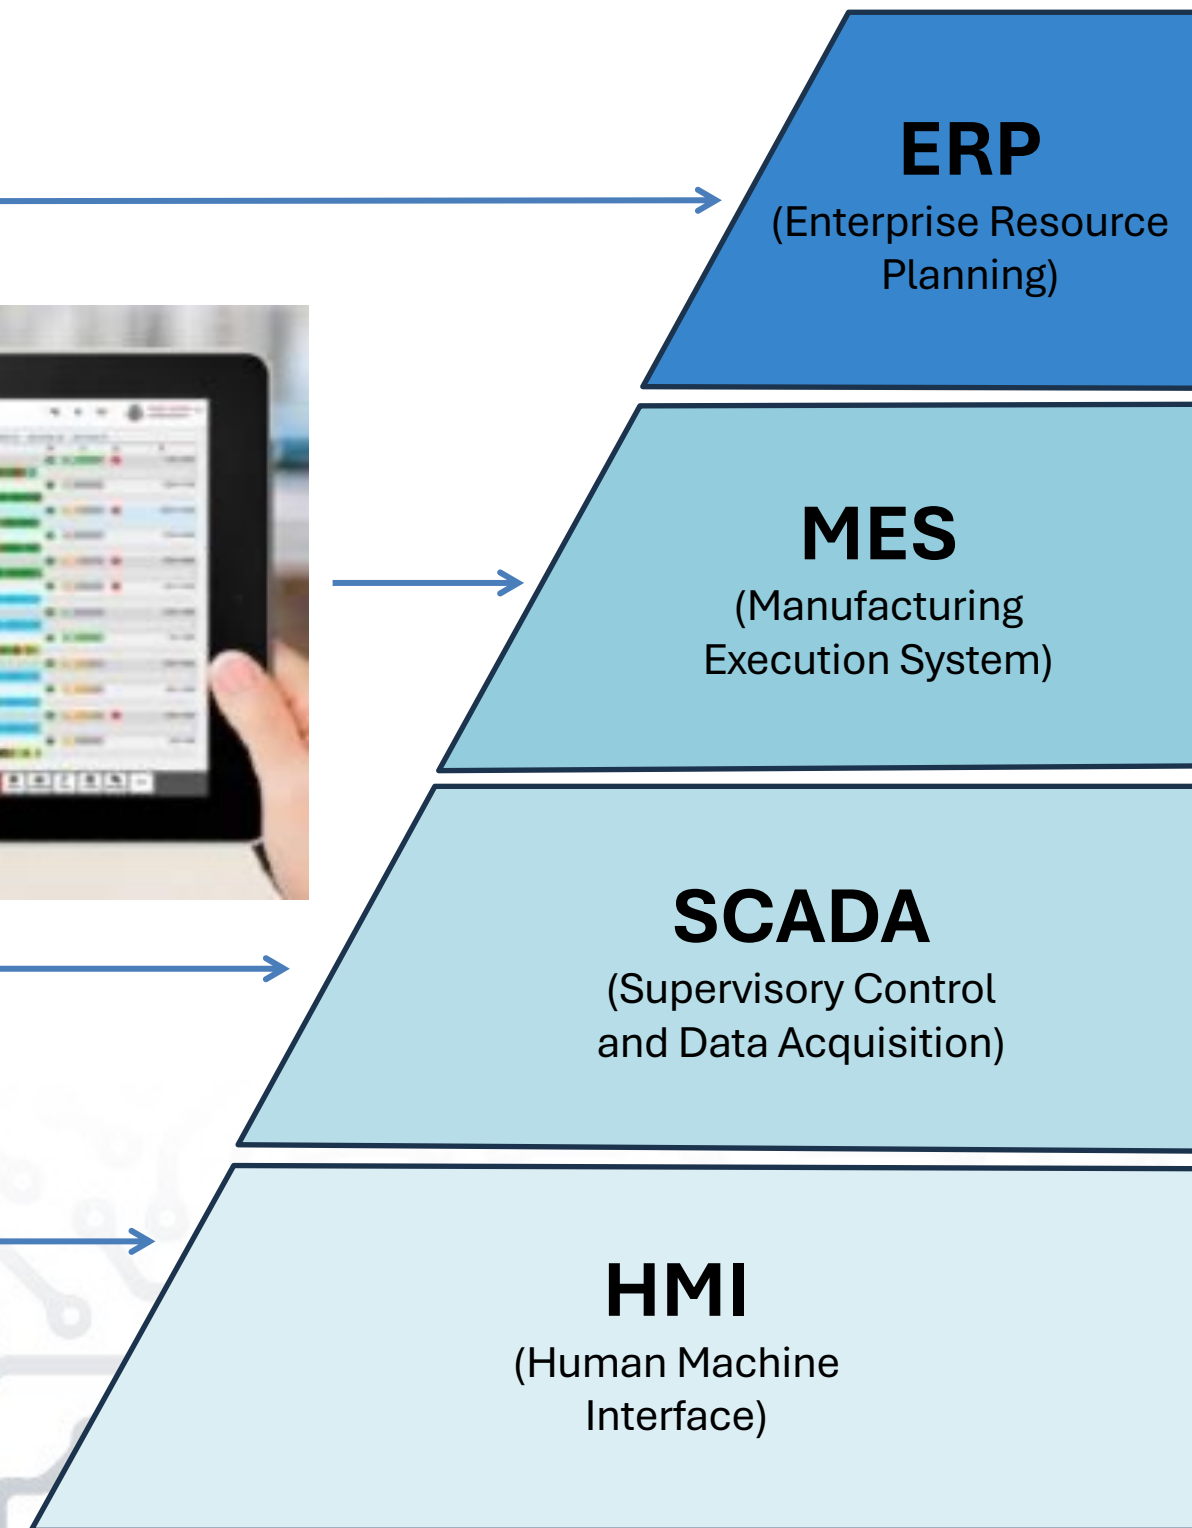 ERP
(Enterprise Resource
Planning)
MES
(Manufacturing
Execution System)
SCADA
(Supervisory Control
and Data Acquisition)
HMI
(Human Machine
Interface)